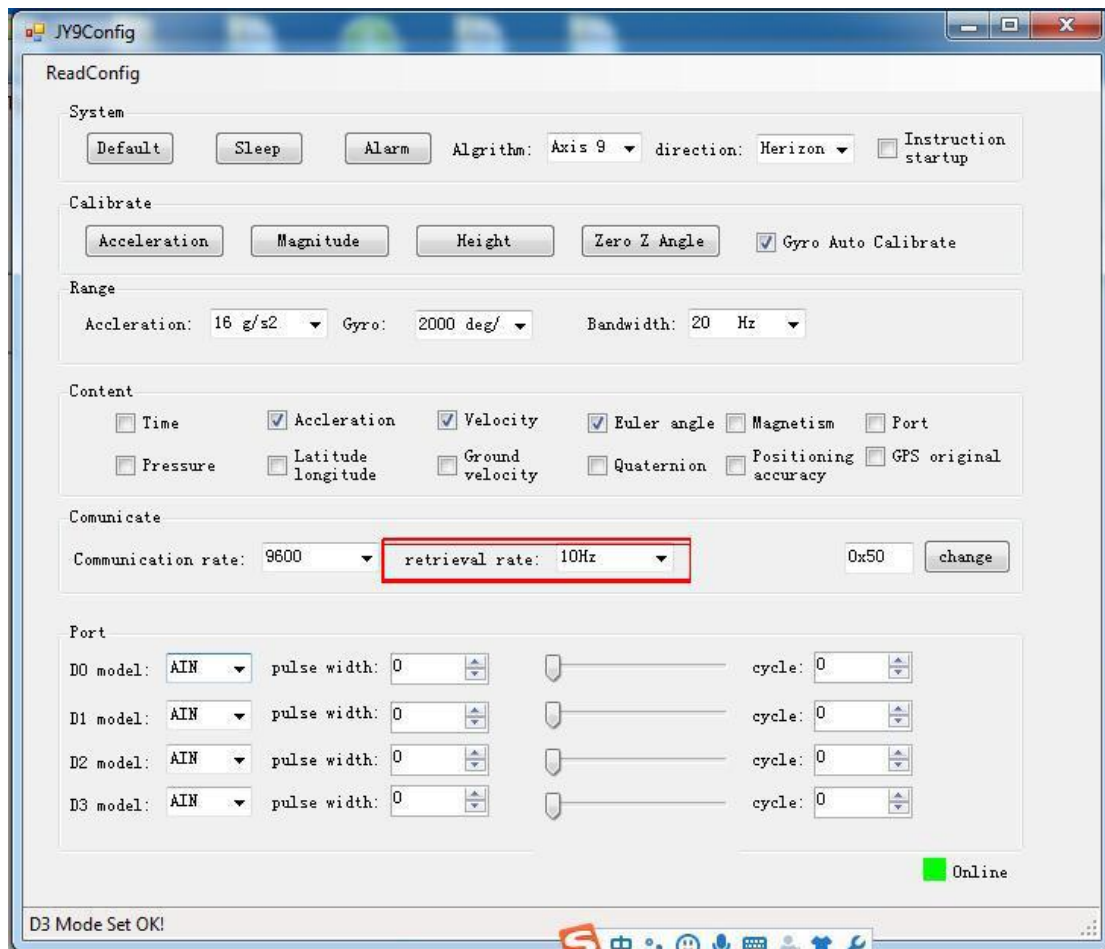 JY9Config
ReadConfig
System
Default Sleep Alarm Algrithm: Axis 9 direction: Herizon Instruction startup
Calibrate
Acceleration Magnitude Height Zero Z Angle Gyro Auto Calibrate
Range
Accleration: 16 g/s2 Gyro: 2000 deg/ Bandwidth: 20 Hz
Content
Time Accleration Velocity Euler angle Magnetism Port
Pressure Latitude longitude Ground velocity Quaternion Positioning accuracy GPS original
Comunicate
Communication rate: 9600 retrieval rate: 10Hz 0x50 change
Port
D0 model: AIN pulse width: 0 cycle: 0
D1 model: AIN pulse width: 0 cycle: 0
D2 model: AIN pulse width: 0 cycle: 0
D3 model: AIN pulse width: 0 cycle: 0
Online
D3 Mode Set OK!
中